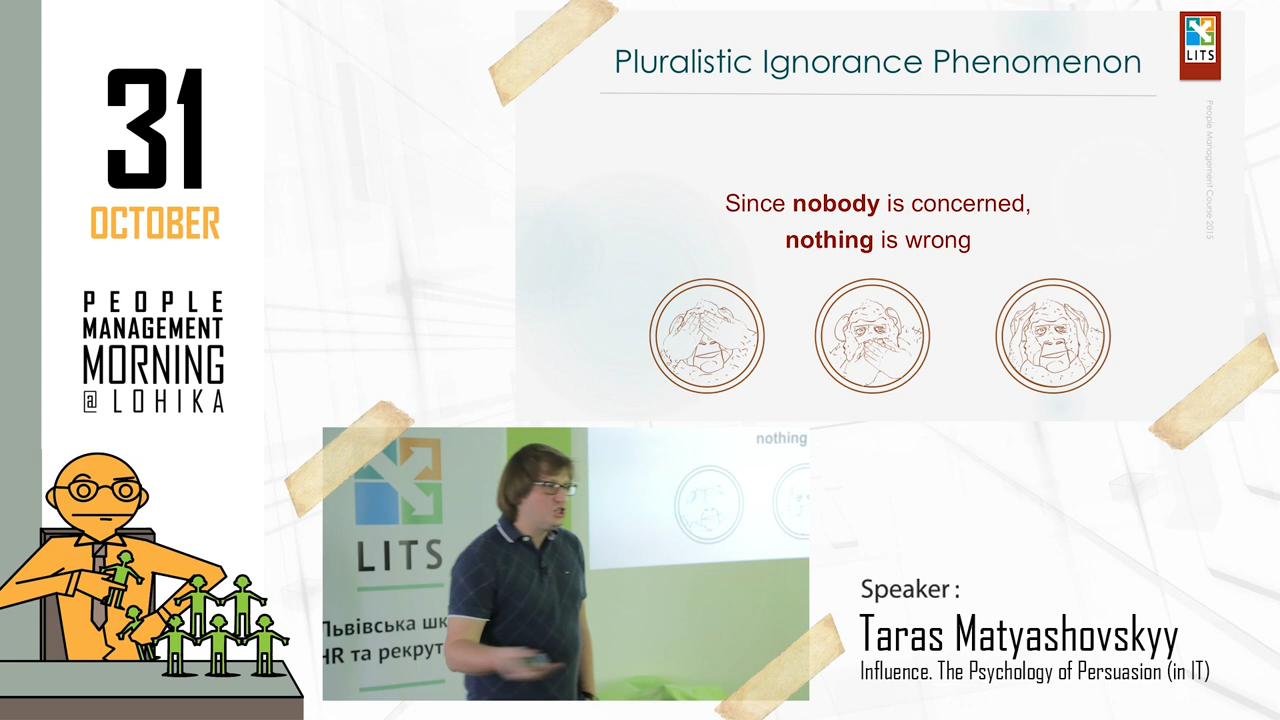 31
OCTOBER
PEOPLE
MANAGEMENT
MORNING
@ LOHIKA
Pluralistic Ignorance Phenomenon
LITS
People Management Course 2015
Since nobody is concerned,
nothing is wrong
nothing
LITS
Львівська шк
HR та рекрут
Speaker :
Taras Matyashovskyy
Influence. The Psychology of Persuasion (in IT)